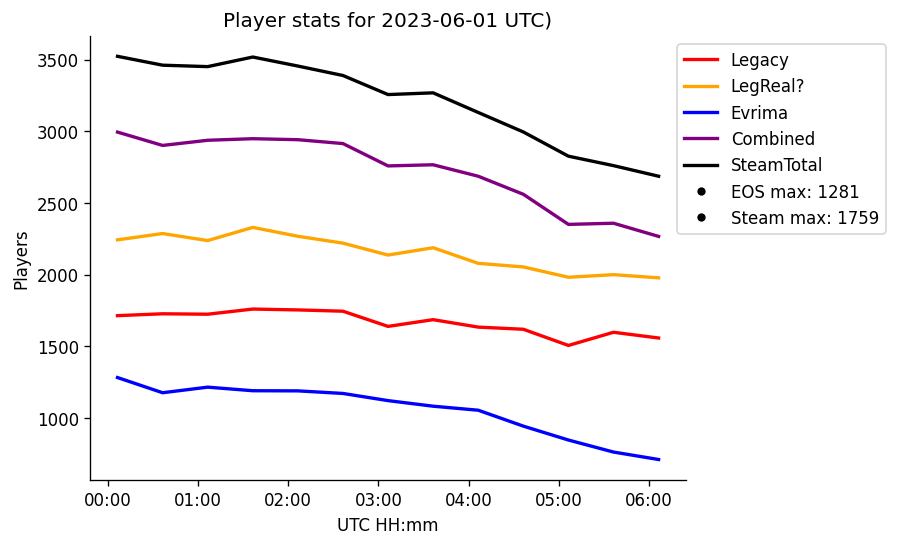 Player stats for 2023-06-01 UTC)
Legacy
LegReal?
Evrima
Combined
SteamTotal
EOS max: 1281
Steam max: 1759
Players
3500
3000
2500
2000
1500
1000
00:00 01:00 02:00 03:00 04:00 05:00 06:00
UTC HH:mm